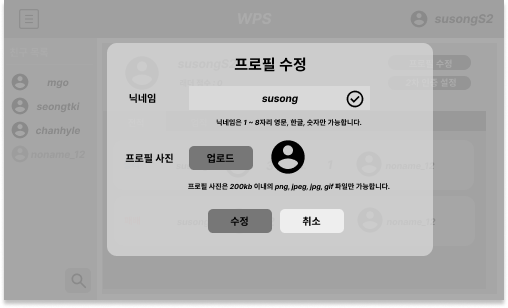 WPS
susongS2
프로필 수정
mgo
닉네임
susong
seongtki
닉네임은 1 ~ 8자리 영문, 한글, 숫자만 가능합니다.
chanhyle
noname_12
프로필 사진
업로드
프로필 사진은 200kb 이내의 png, jpeg, jpg, gif 파일만 가능합니다.
수정
취소